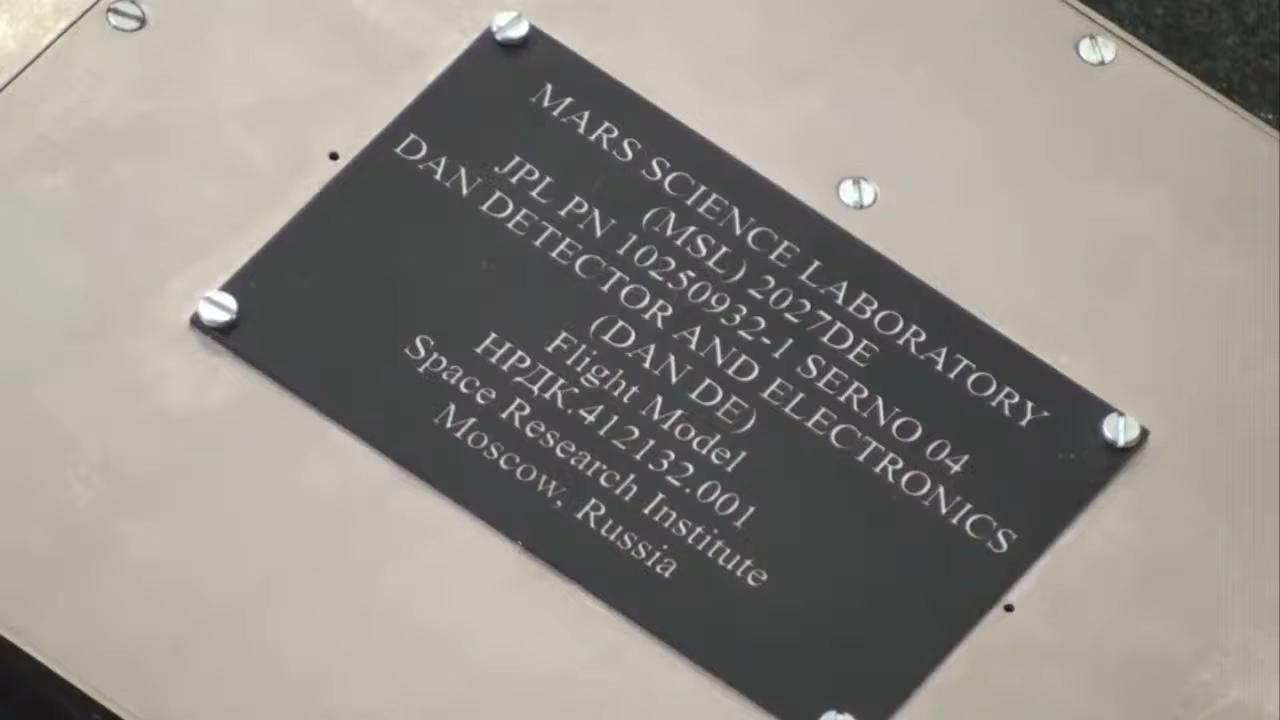 MARS SCIENCE LABORATORY
(MSL) 2027DE
JPL PN 10250932-1 SERNO 04
DAN DETECTOR AND ELECTRONICS
(DAN DE)
Flight Model
НРДК.412132.001
Space Research Institute
Moscow, Russia